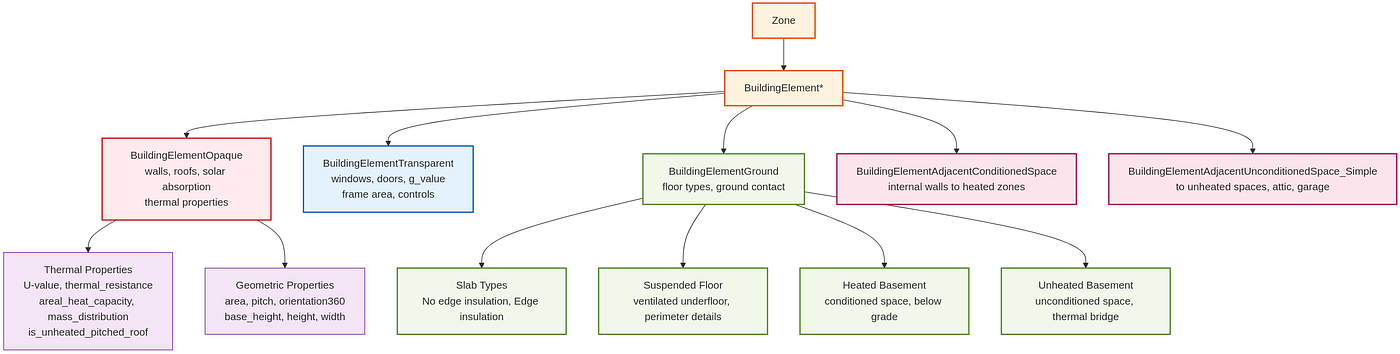 Zone
BuildingElement*
BuildingElementOpaque
walls, roofs, solar
absorption
thermal properties
BuildingElementTransparent
windows, doors, g_value
frame area, controls
BuildingElementGround
floor types, ground contact
BuildingElementAdjacentConditionedSpace
internal walls to heated zones
BuildingElementAdjacentUnconditionedSpace_Simple
to unheated spaces, attic, garage
Thermal Properties
U-value, thermal_resistance
areal_heat_capacity,
mass_distribution
is_unheated_pitched_roof
Geometric Properties
area, pitch, orientation360
base_height, height, width
Slab Types
No edge insulation, Edge
insulation
Suspended Floor
ventilated underfloor,
perimeter details
Heated Basement
conditioned space, below
grade
Unheated Basement
unconditioned space,
thermal bridge